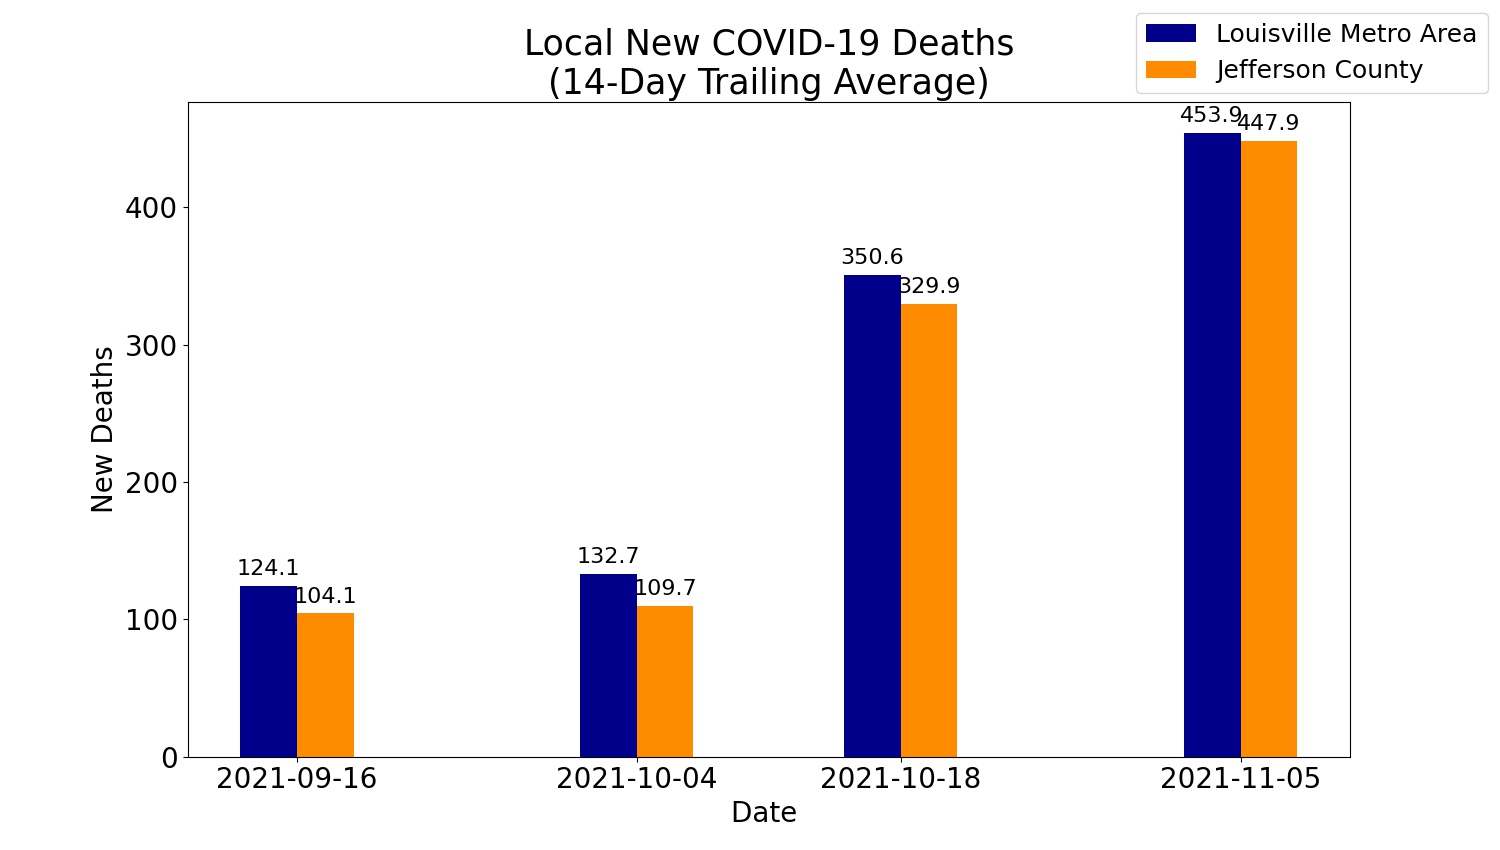 Local New COVID-19 Deaths
(14-Day Trailing Average)
Louisville Metro Area
Jefferson County
New Deaths
400
300
200
100
0
124.1
104.1
132.7
109.7
350.6
329.9
453.9
447.9
2021-09-16
2021-10-04
2021-10-18
2021-11-05
Date